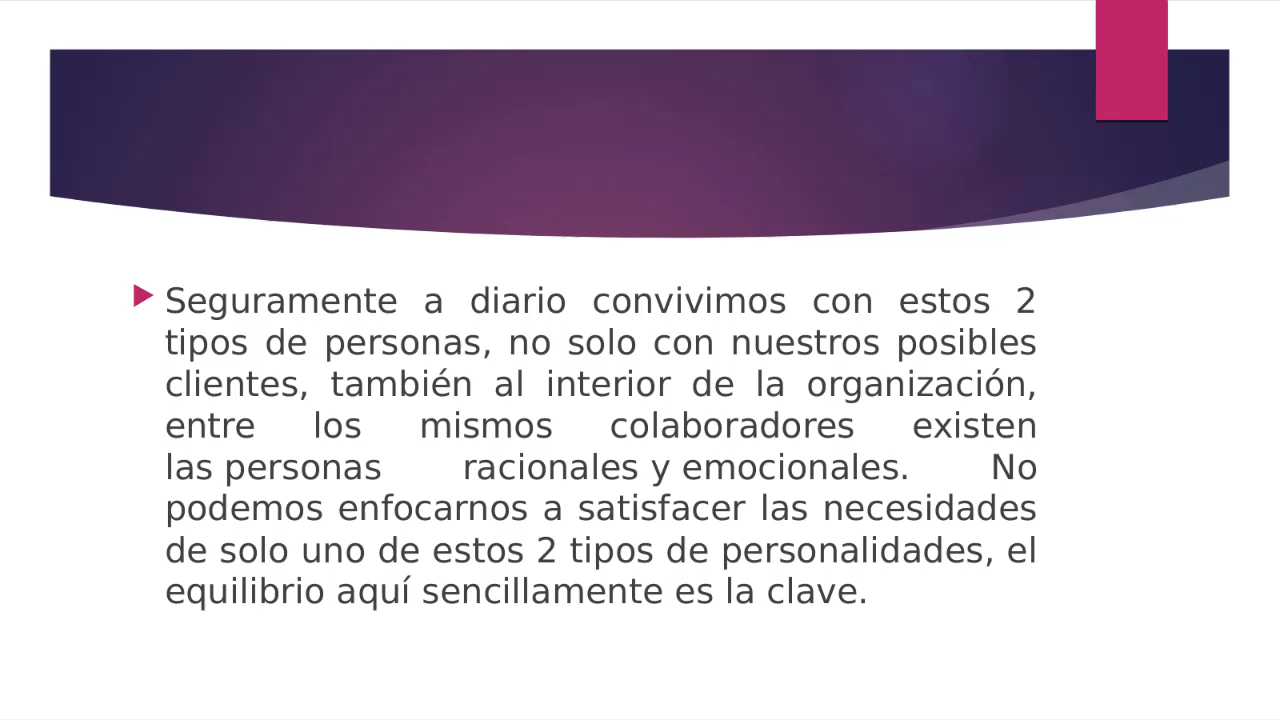 Seguramente a diario convivimos con estos 2
tipos de personas, no solo con nuestros posibles
clientes, también al interior de la organización,
entre los mismos colaboradores existen
las personas racionales y emocionales. No
podemos enfocarnos a satisfacer las necesidades
de solo uno de estos 2 tipos de personalidades, el
equilibrio aquí sencillamente es la clave.